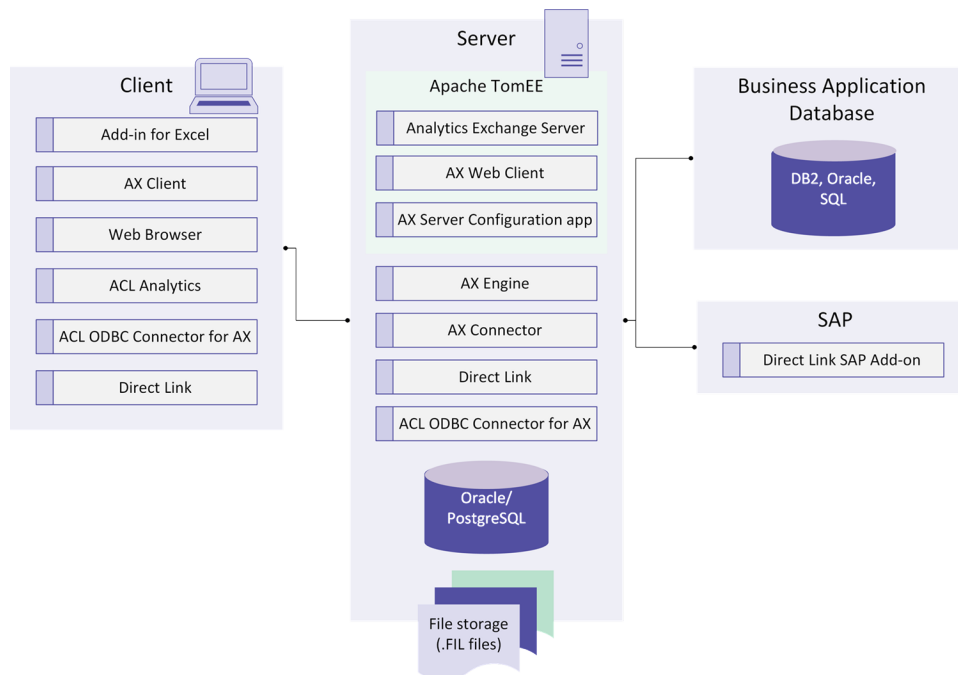 Client
Add-in for Excel
AX Client
Web Browser
ACL Analytics
ACL ODBC Connector for AX
Direct Link
Server
Apache TomEE
Analytics Exchange Server
AX Web Client
AX Server Configuration app
AX Engine
AX Connector
Direct Link
ACL ODBC Connector for AX
Oracle/
PostgreSQL
File storage
(.FIL files)
Business Application
Database
DB2, Oracle,
SQL
SAP
Direct Link SAP Add-on